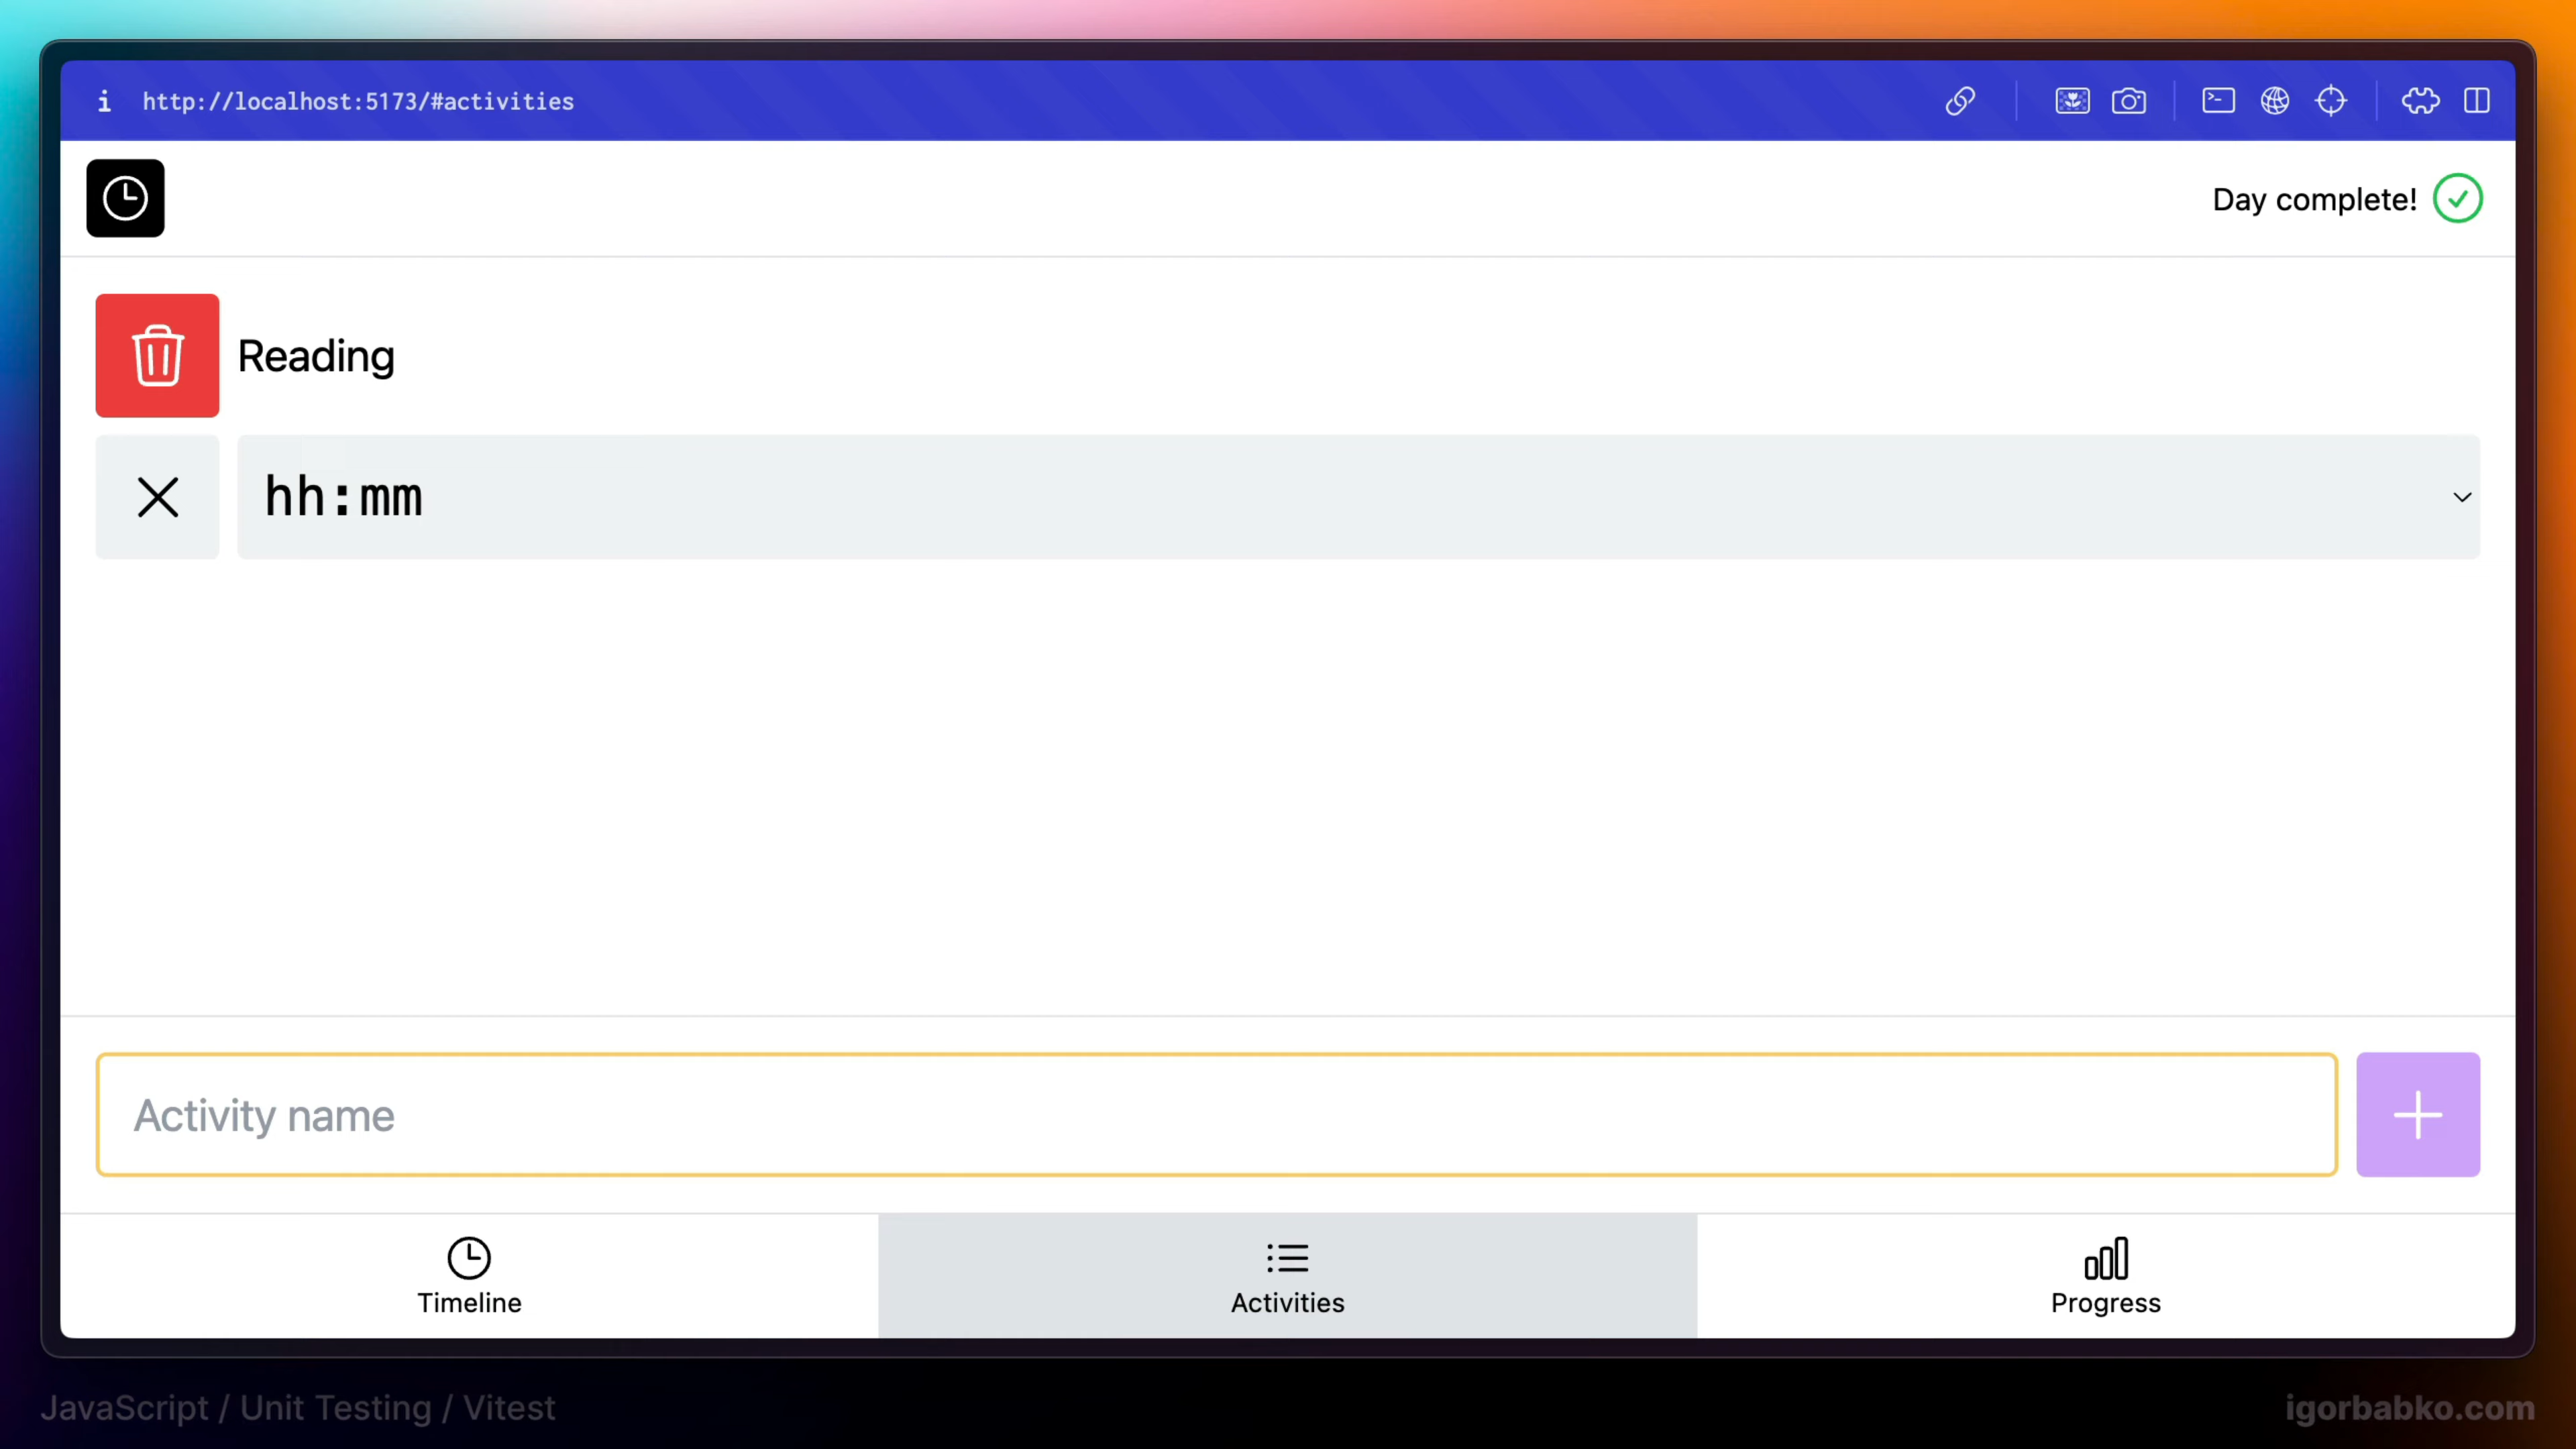 http://localhost:5173/#activities
Day complete!
Reading
hh:mm
Activity name
Timeline
Activities
Progress
JavaScript / Unit Testing / Vitest
igorbabko.com